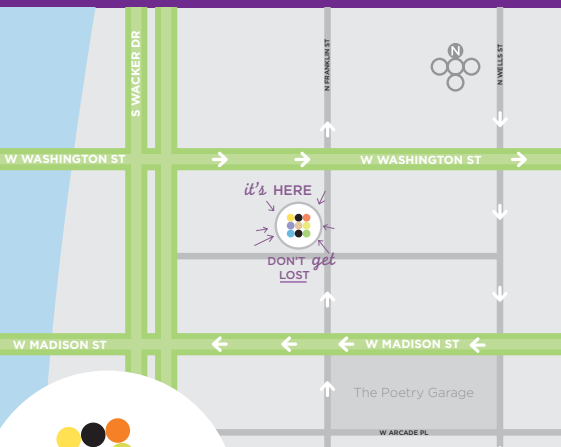 S WACKER DR
N FRANKLIN ST
N
N WELLS ST
W WASHINGTON ST
W WASHINGTON ST
it's HERE
DON'T get
LOST
W MADISON ST
W MADISON ST
The Poetry Garage
W ARCADE PL